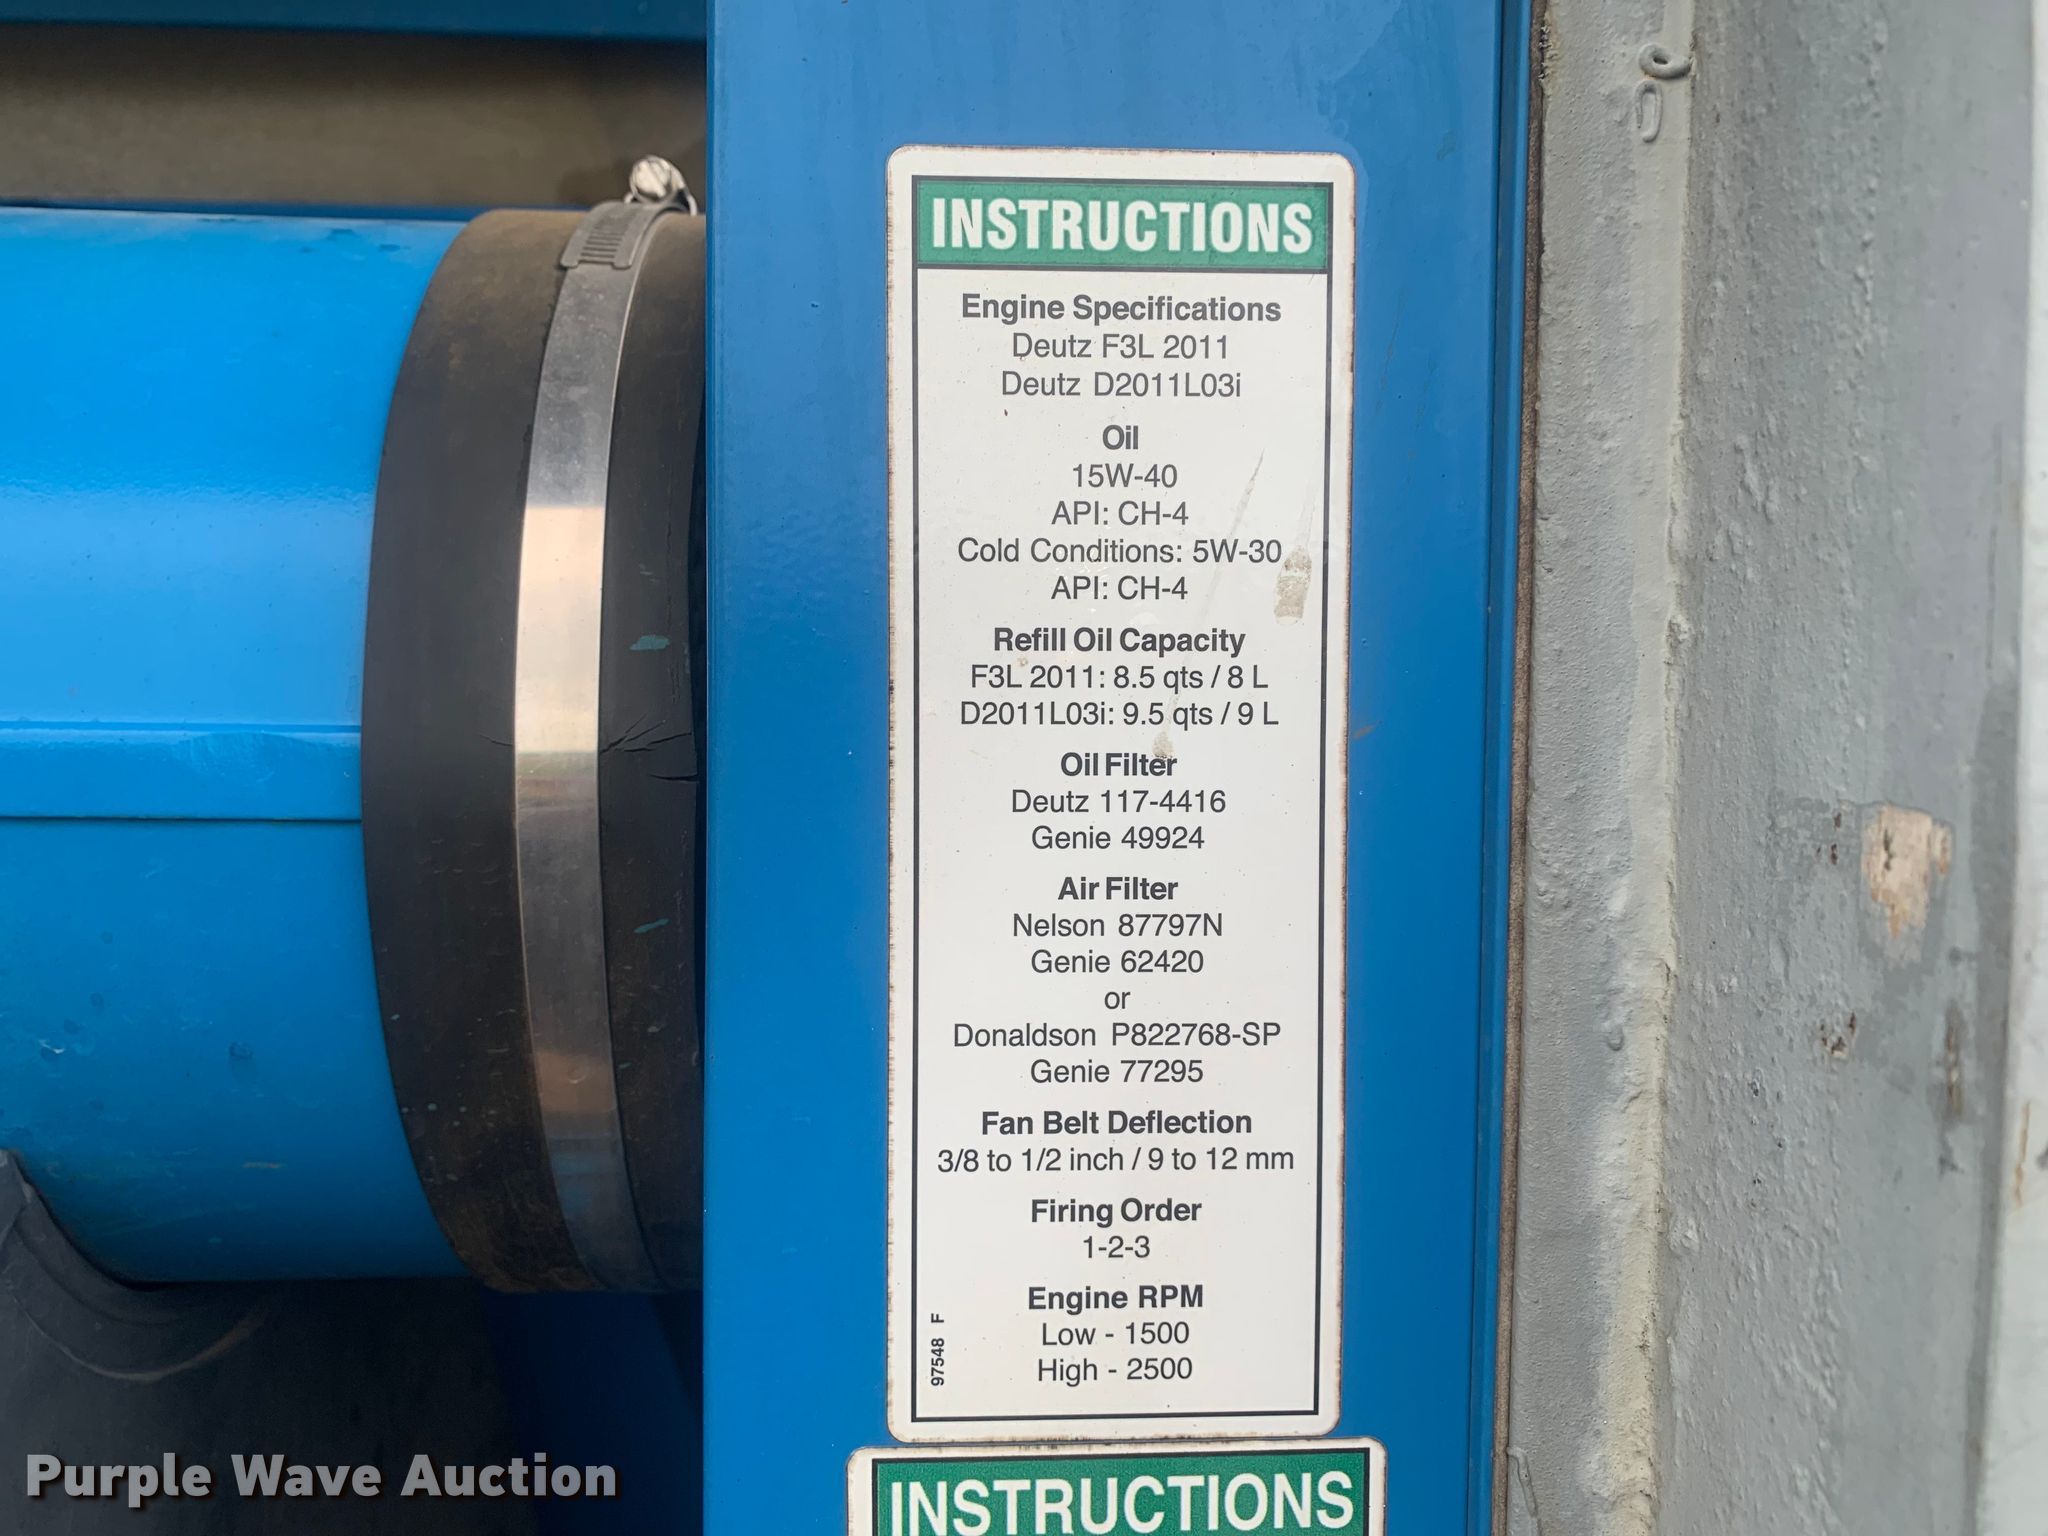 INSTRUCTIONS
Engine Specifications
Deutz F3L 2011
Deutz D2011L03i
Oil
15W-40
API: CH-4
Cold Conditions: 5W-30
API: CH-4
Refill Oil Capacity
F3L 2011: 8.5 qts / 8 L
D2011L03i: 9.5 qts / 9 L
Oil Filter
Deutz 117-4416
Genie 49924
Air Filter
Nelson 87797N
Genie 62420
or
Donaldson P822768-SP
Genie 77295
Fan Belt Deflection
3/8 to 1/2 inch / 9 to 12 mm
Firing Order
1-2-3
Engine RPM
Low - 1500
High - 2500
97548 F
INSTRUCTIONS
Purple Wave Auction